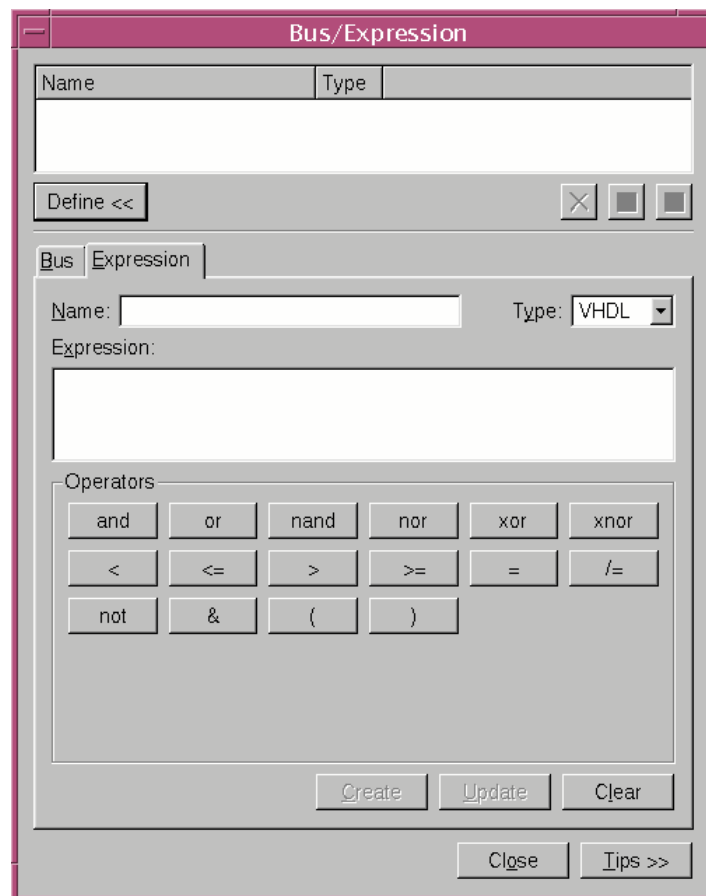 Bus/Expression
Name Type
Define <<
Bus Expression
Name: Type: VHDL
Expression:
Operators
and or nand nor xor xnor
< <= > >= = /=
not & ( )
Create Update Clear
Close Tips >>